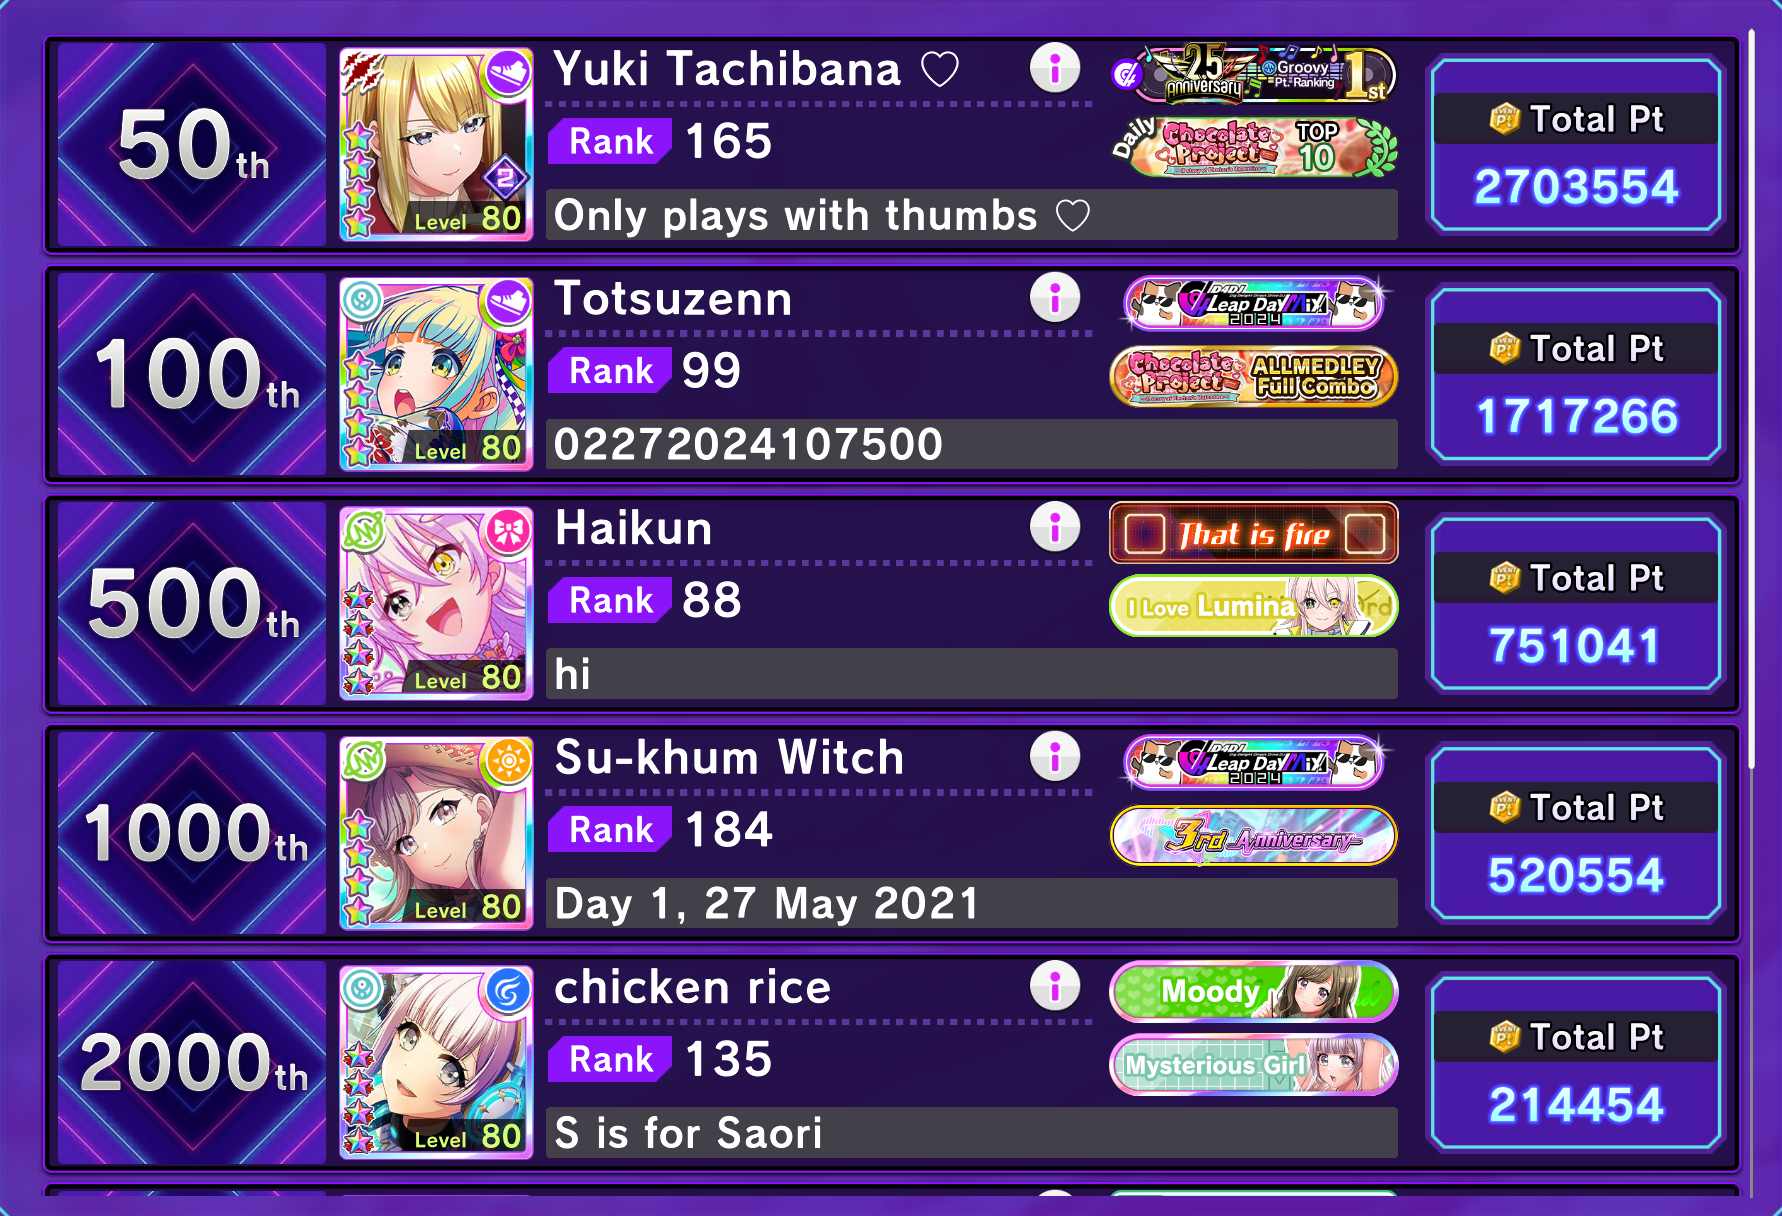 50th
Yuki Tachibana ♡
Rank 165
Only plays with thumbs ♡
Level 80
2
2.5 Anniversary Groovy Pt. Ranking 1st
Daily Chocolate Project TOP 10
Total Pt
2703554
100th
Totsuzenn
Rank 99
02272024107500
Level 80
D4DJ Leap Day Mix 2024
Chocolate Project ALLMEDLEY Full Combo
Total Pt
1717266
500th
Haikun
Rank 88
hi
Level 80
That is fire
I Love Lumina
Total Pt
751041
1000th
Su-khum Witch
Rank 184
Day 1, 27 May 2021
Level 80
D4DJ Leap Day Mix 2024
3rd Anniversary
Total Pt
520554
2000th
chicken rice
Rank 135
S is for Saori
Level 80
Moody
Mysterious Girl
Total Pt
214454